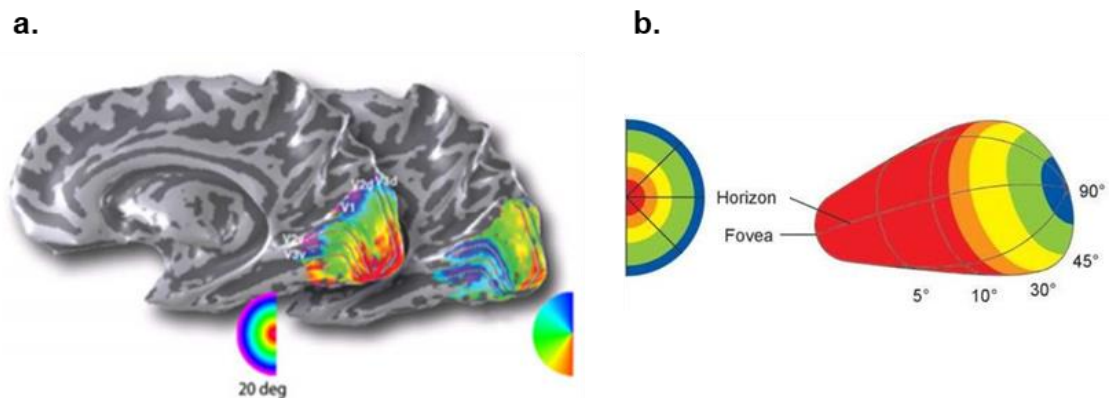 a.
b.
V2d V3d
V1
V2v
V3v
20 deg
Horizon
Fovea
90°
45°
30°
10°
5°